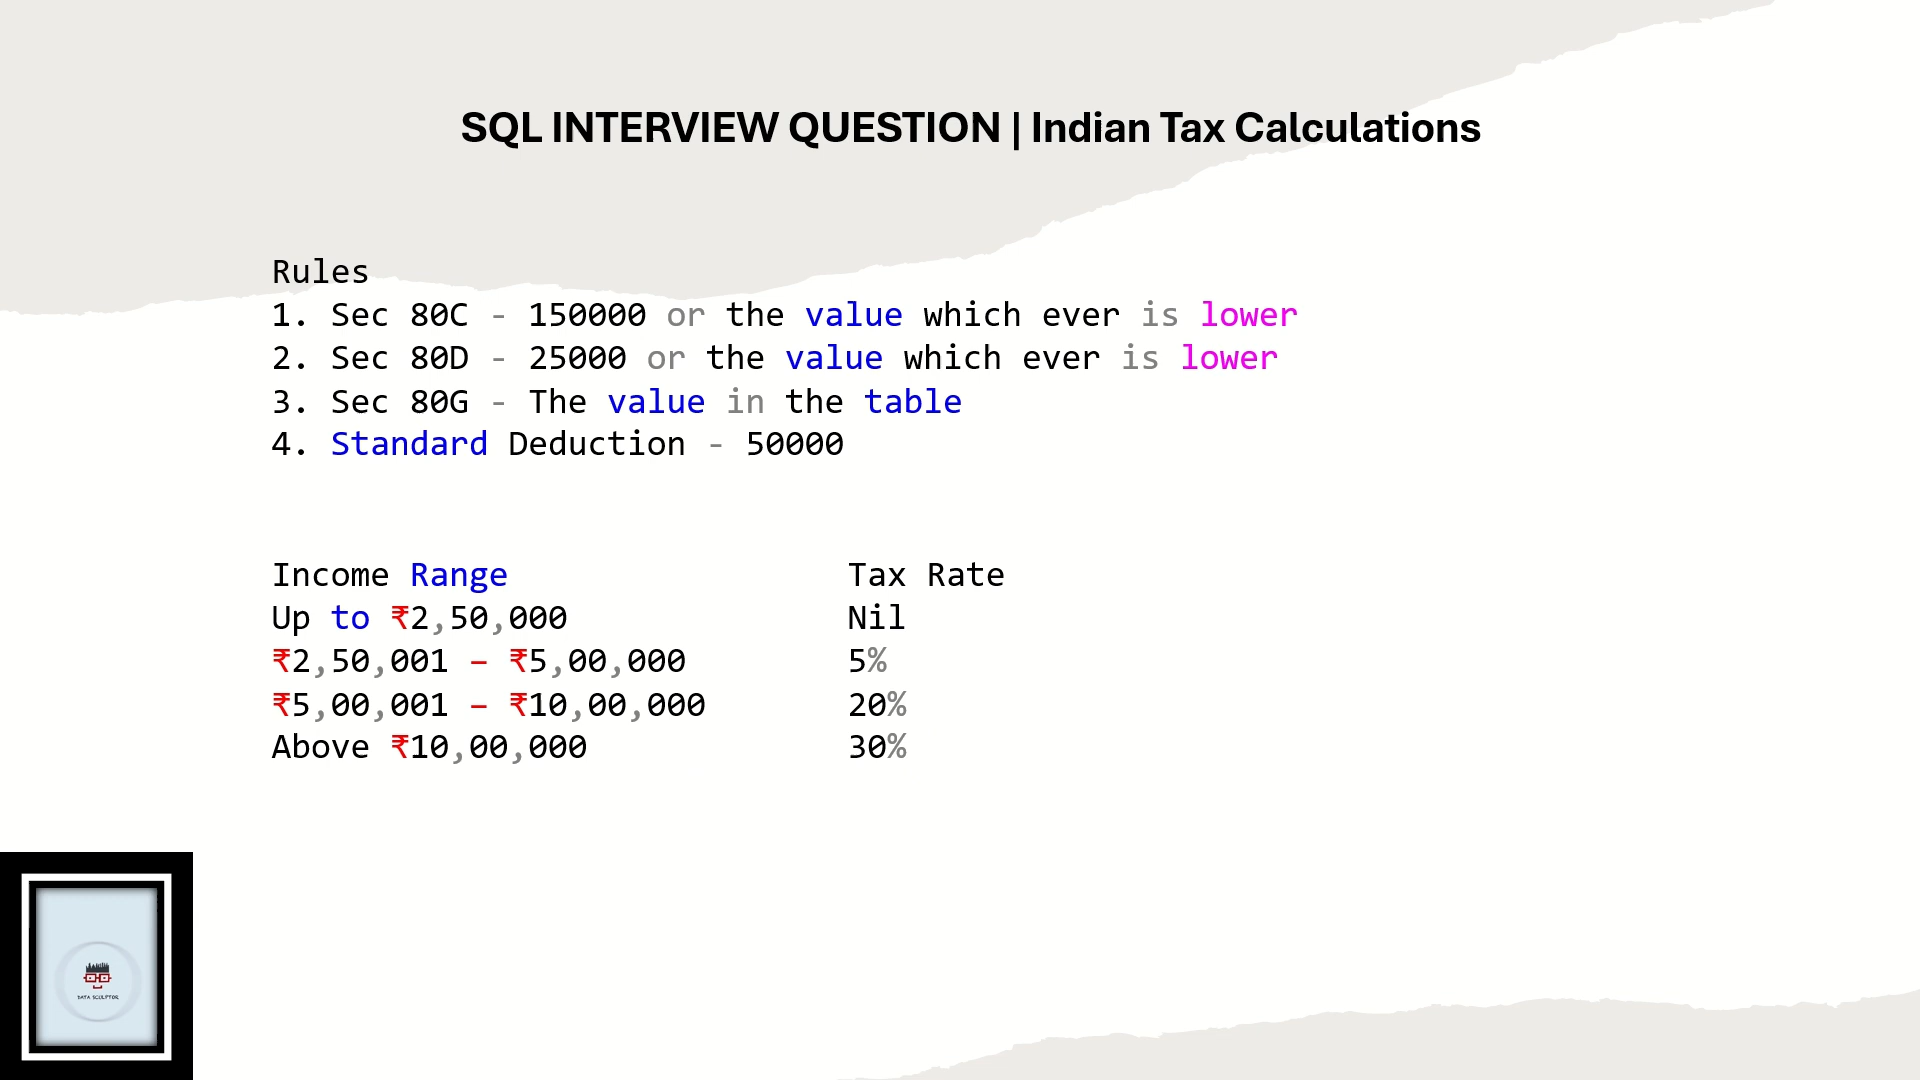 SQL INTERVIEW QUESTION | Indian Tax Calculations
Rules
1. Sec 80C - 150000 or the value which ever is lower
2. Sec 80D - 25000 or the value which ever is lower
3. Sec 80G - The value in the table
4. Standard Deduction - 50000
Income Range Tax Rate
Up to ₹2,50,000 Nil
₹2,50,001 – ₹5,00,000 5%
₹5,00,001 – ₹10,00,000 20%
Above ₹10,00,000 30%
DATA SCULPTOR